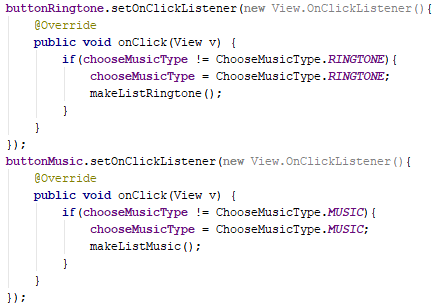 buttonRingtone.setOnClickListener(new View.OnClickListener(){
    @Override
    public void onClick(View v) {
        if(chooseMusicType != ChooseMusicType.RINGTONE){
            chooseMusicType = ChooseMusicType.RINGTONE;
            makeListRingtone();
        }
    }
});
buttonMusic.setOnClickListener(new View.OnClickListener(){
    @Override
    public void onClick(View v) {
        if(chooseMusicType != ChooseMusicType.MUSIC){
            chooseMusicType = ChooseMusicType.MUSIC;
            makeListMusic();
        }
    }
});